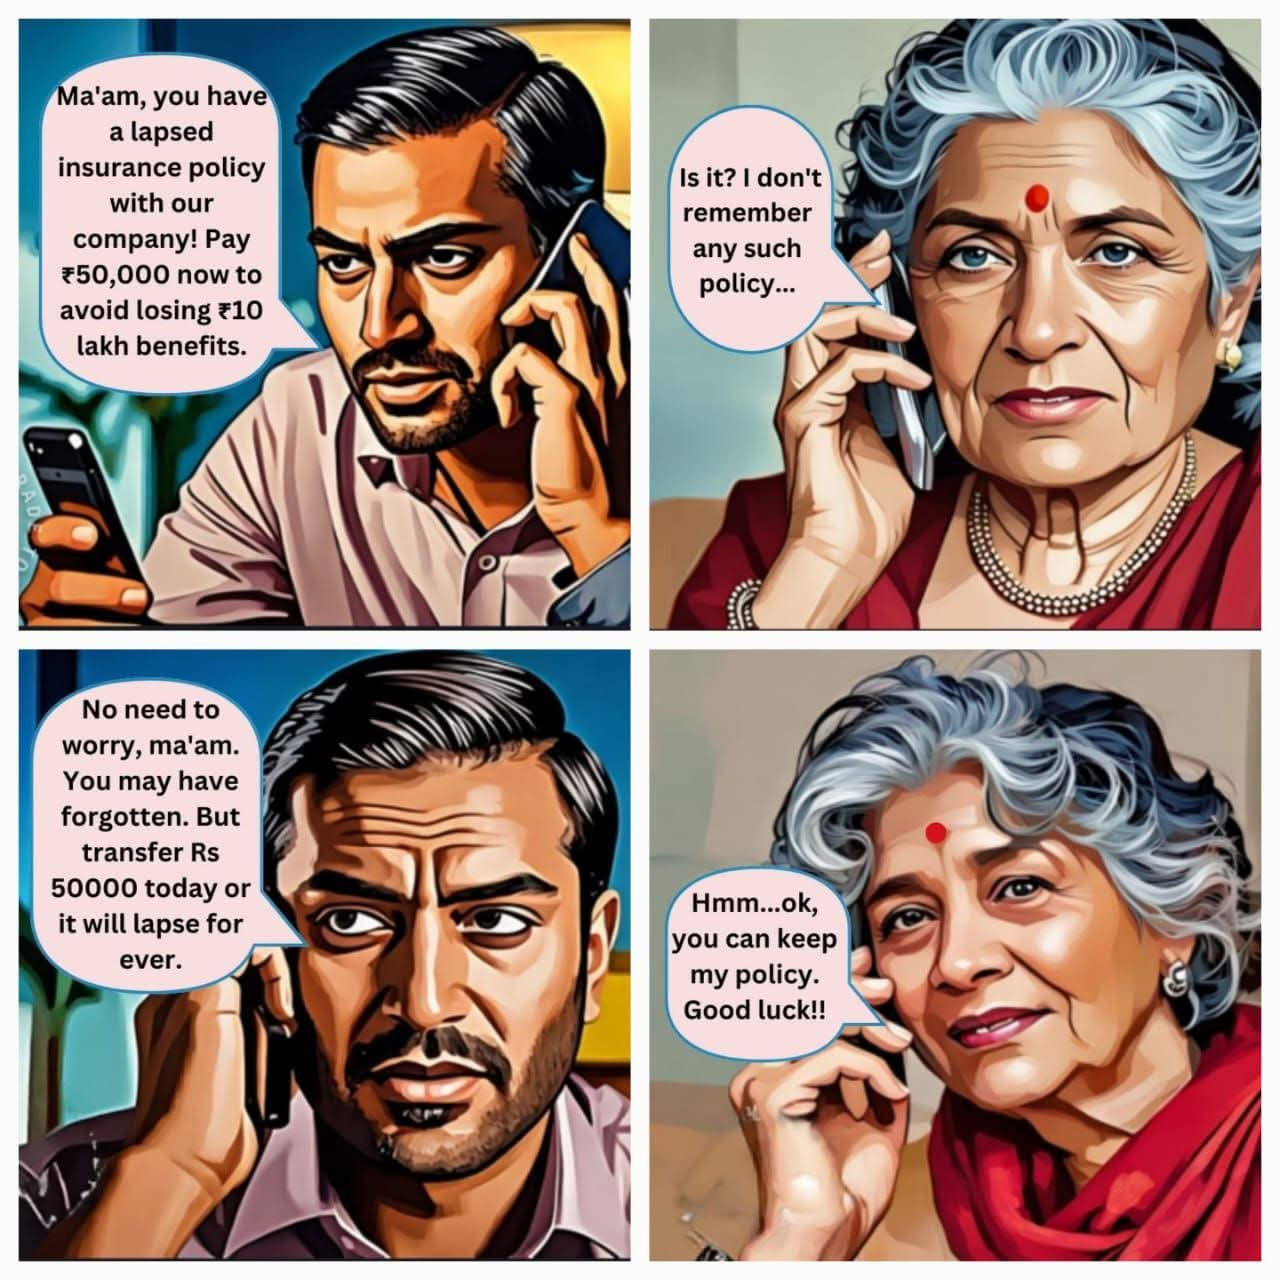 Ma'am, you have
a lapsed
insurance policy
with our
company! Pay
₹50,000 now to
avoid losing ₹10
lakh benefits.
Is it? I don't
remember
any such
policy...
No need to
worry, ma'am.
You may have
forgotten. But
transfer Rs
50000 today or
it will lapse for
ever.
Hmm...ok,
you can keep
my policy.
Good luck!!